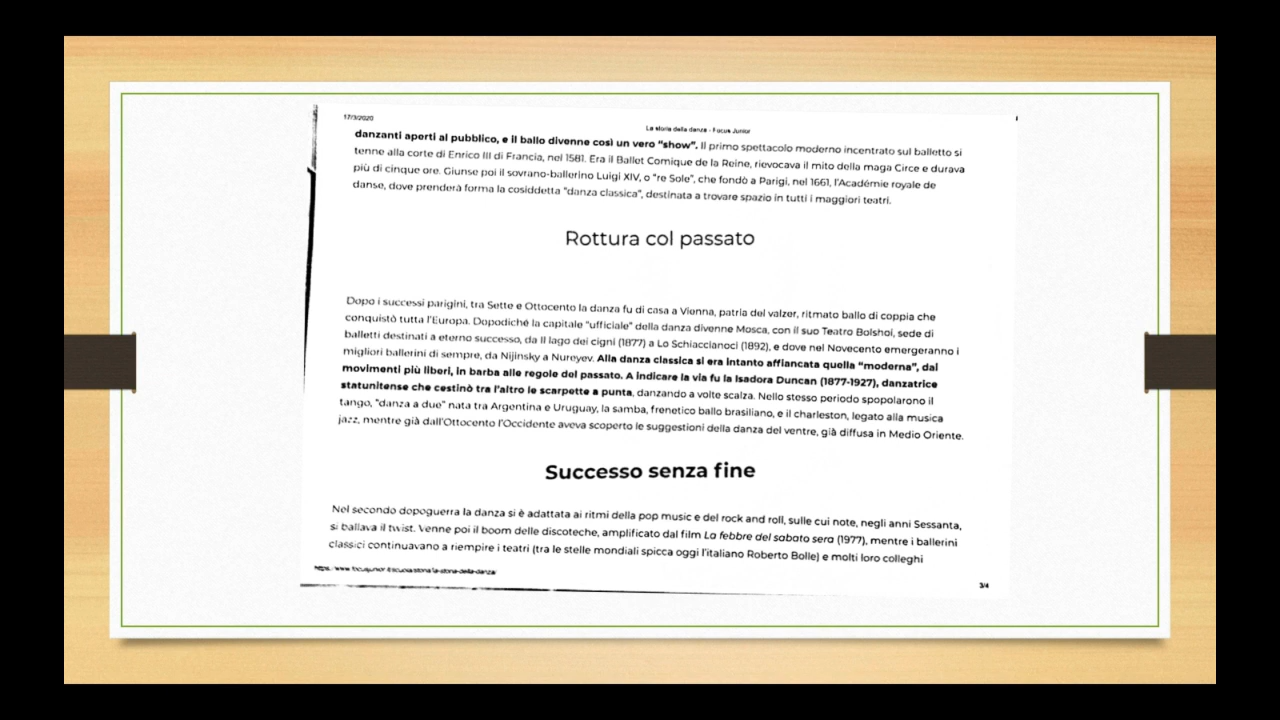 17/3/2020
La storia della danza - Focus Junior
danzanti aperti al pubblico, e il ballo divenne così un vero “show”. Il primo spettacolo moderno incentrato sul balletto si
tenne alla corte di Enrico III di Francia, nel 1581. Era il Ballet Comique de la Reine, rievocava il mito della maga Circe e durava
più di cinque ore. Giunse poi il sovrano-ballerino Luigi XIV, o “re Sole”, che fondò a Parigi, nel 1661, l’Académie royale de
danse, dove prenderà forma la cosiddetta “danza classica”, destinata a trovare spazio in tutti i maggiori teatri.
Rottura col passato
Dopo i successi parigini, tra Sette e Ottocento la danza fu di casa a Vienna, patria del valzer, ritmato ballo di coppia che
conquistò tutta l’Europa. Dopodiché la capitale “ufficiale” della danza divenne Mosca, con il suo Teatro Bolshoi, sede di
balletti destinati a eterno successo, da Il lago dei cigni (1877) a Lo Schiaccianoci (1892), e dove nel Novecento emergeranno i
migliori ballerini di sempre, da Nijinsky a Nureyev. Alla danza classica si era intanto affiancata quella “moderna”, dai
movimenti più liberi, in barba alle regole del passato. A indicare la via fu la Isadora Duncan (1877-1927), danzatrice
statunitense che cestinò tra l’altro le scarpette a punta, danzando a volte scalza. Nello stesso periodo spopolarono il
tango, “danza a due” nata tra Argentina e Uruguay, la samba, frenetico ballo brasiliano, e il charleston, legato alla musica
jazz, mentre già dall’Ottocento l’Occidente aveva scoperto le suggestioni della danza del ventre, già diffusa in Medio Oriente.
Successo senza fine
Nel secondo dopoguerra la danza si è adattata ai ritmi della pop music e del rock and roll, sulle cui note, negli anni Sessanta,
si ballava il twist. Venne poi il boom delle discoteche, amplificato dal film La febbre del sabato sera (1977), mentre i ballerini
classici continuavano a riempire i teatri (tra le stelle mondiali spicca oggi l’italiano Roberto Bolle) e molti loro colleghi
https://www.focusjunior.it/scuola/storia/la-storia-della-danza/
3/4